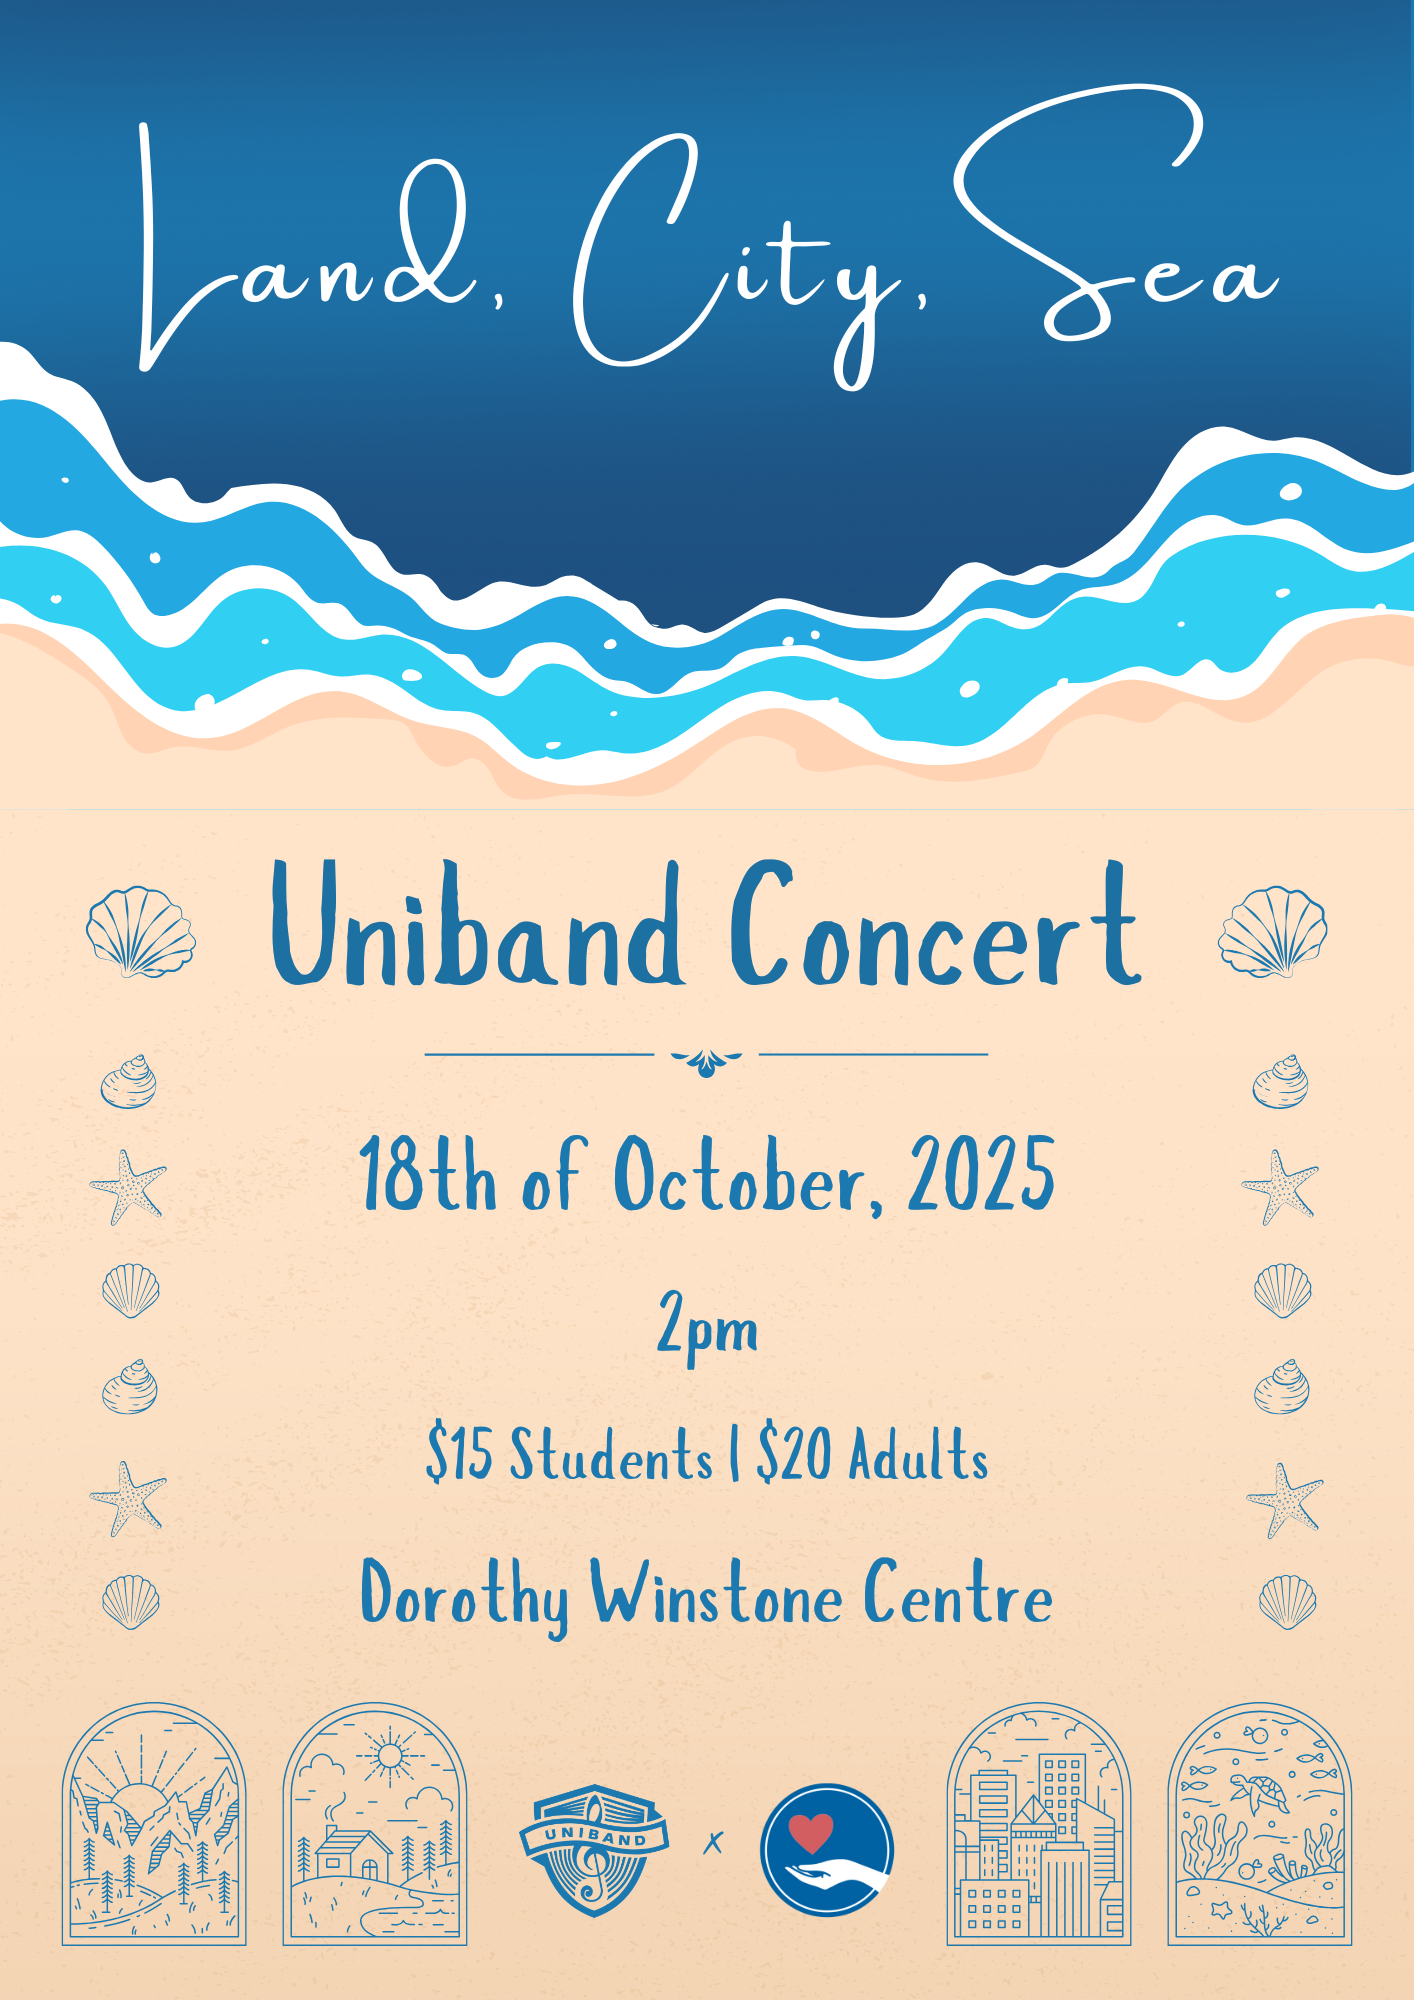 Land, City, Sea
Uniband Concert
18th of October, 2025
2pm
$15 Students | $20 Adults
Dorothy Winstone Centre
UNIBAND
x